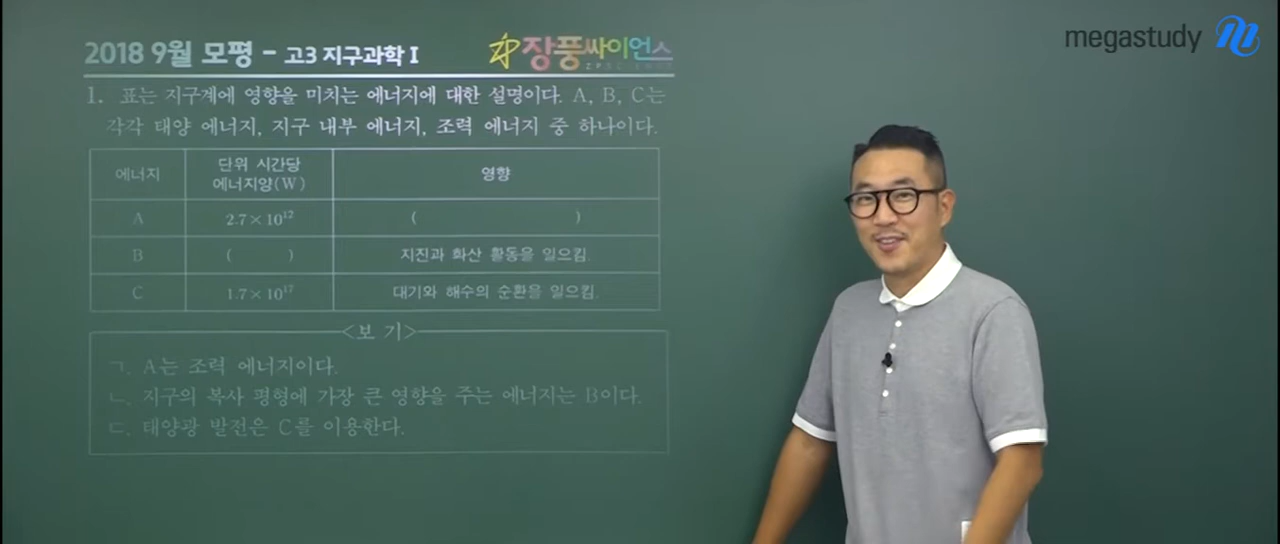 megastudy
2018 9월 모평 - 고3 지구과학 I
ZP장풍싸이언스
1. 표는 지구계에 영향을 미치는 에너지에 대한 설명이다. A, B, C는
각각 태양 에너지, 지구 내부 에너지, 조력 에너지 중 하나이다.
에너지 단위 시간당 에너지양(W) 영향
A 2.7×10¹² ( )
B ( ) 지진과 화산 활동을 일으킴.
C 1.7×10¹⁷ 대기와 해수의 순환을 일으킴.
<보 기>
ㄱ. A는 조력 에너지이다.
ㄴ. 지구의 복사 평형에 가장 큰 영향을 주는 에너지는 B이다.
ㄷ. 태양광 발전은 C를 이용한다.